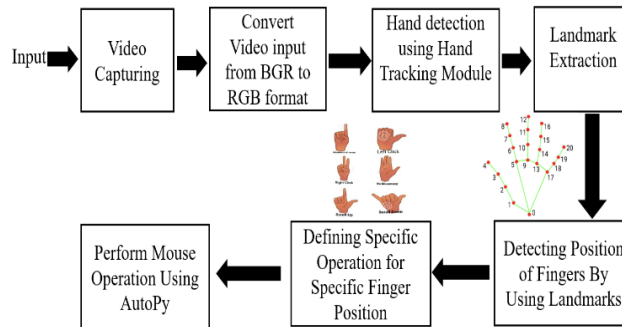 Input
Video
Capturing
Convert
Video input
from BGR to
RGB format
Hand detection
using Hand
Tracking Module
Landmark
Extraction
12
8
16
7
11
15
20
6
10
14
19
4
5
9
13
18
3
17
2
1
0
Left Click
Right Click
Perform Mouse
Operation Using
AutoPy
Defining Specific
Operation for
Specific Finger
Position
Detecting Position
of Fingers By
Using Landmarks